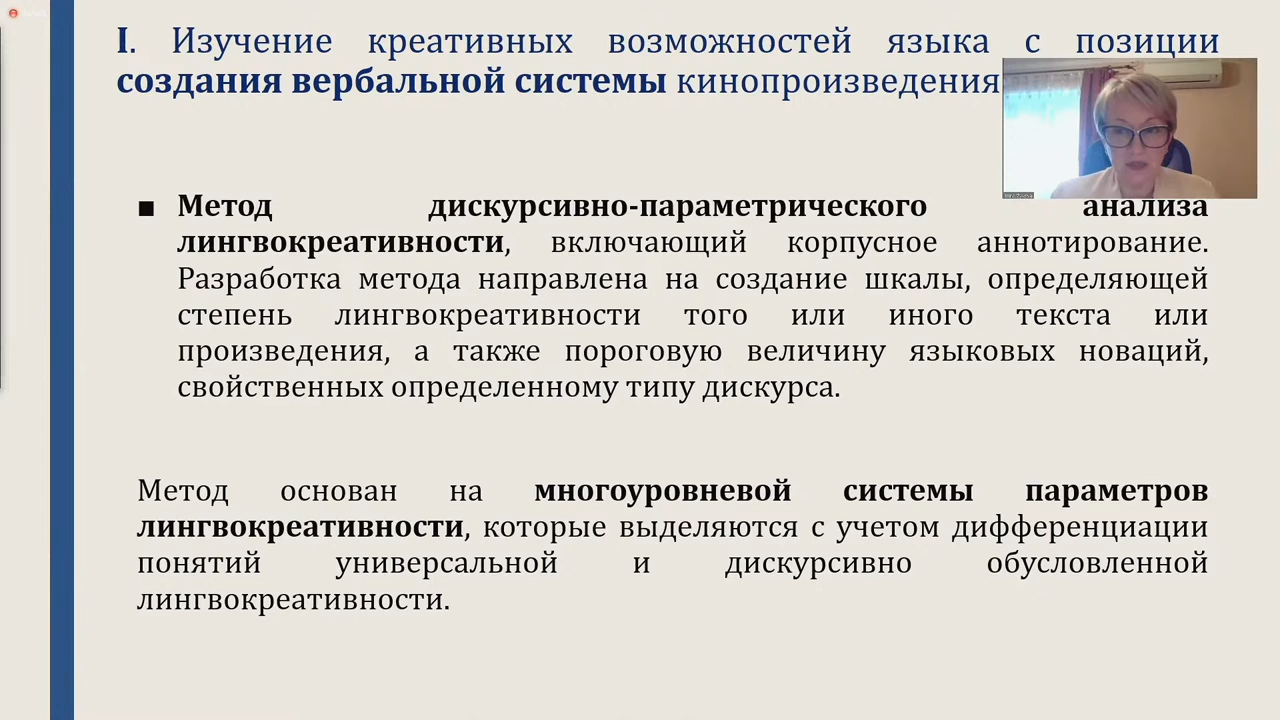 I. Изучение креативных возможностей языка с позиции
создания вербальной системы кинопроизведения
■ Метод дискурсивно-параметрического анализа
лингвокреативности, включающий корпусное аннотирование.
Разработка метода направлена на создание шкалы, определяющей
степень лингвокреативности того или иного текста или
произведения, а также пороговую величину языковых новаций,
свойственных определенному типу дискурса.
Метод основан на многоуровневой системы параметров
лингвокреативности, которые выделяются с учетом дифференциации
понятий универсальной и дискурсивно обусловленной
лингвокреативности.